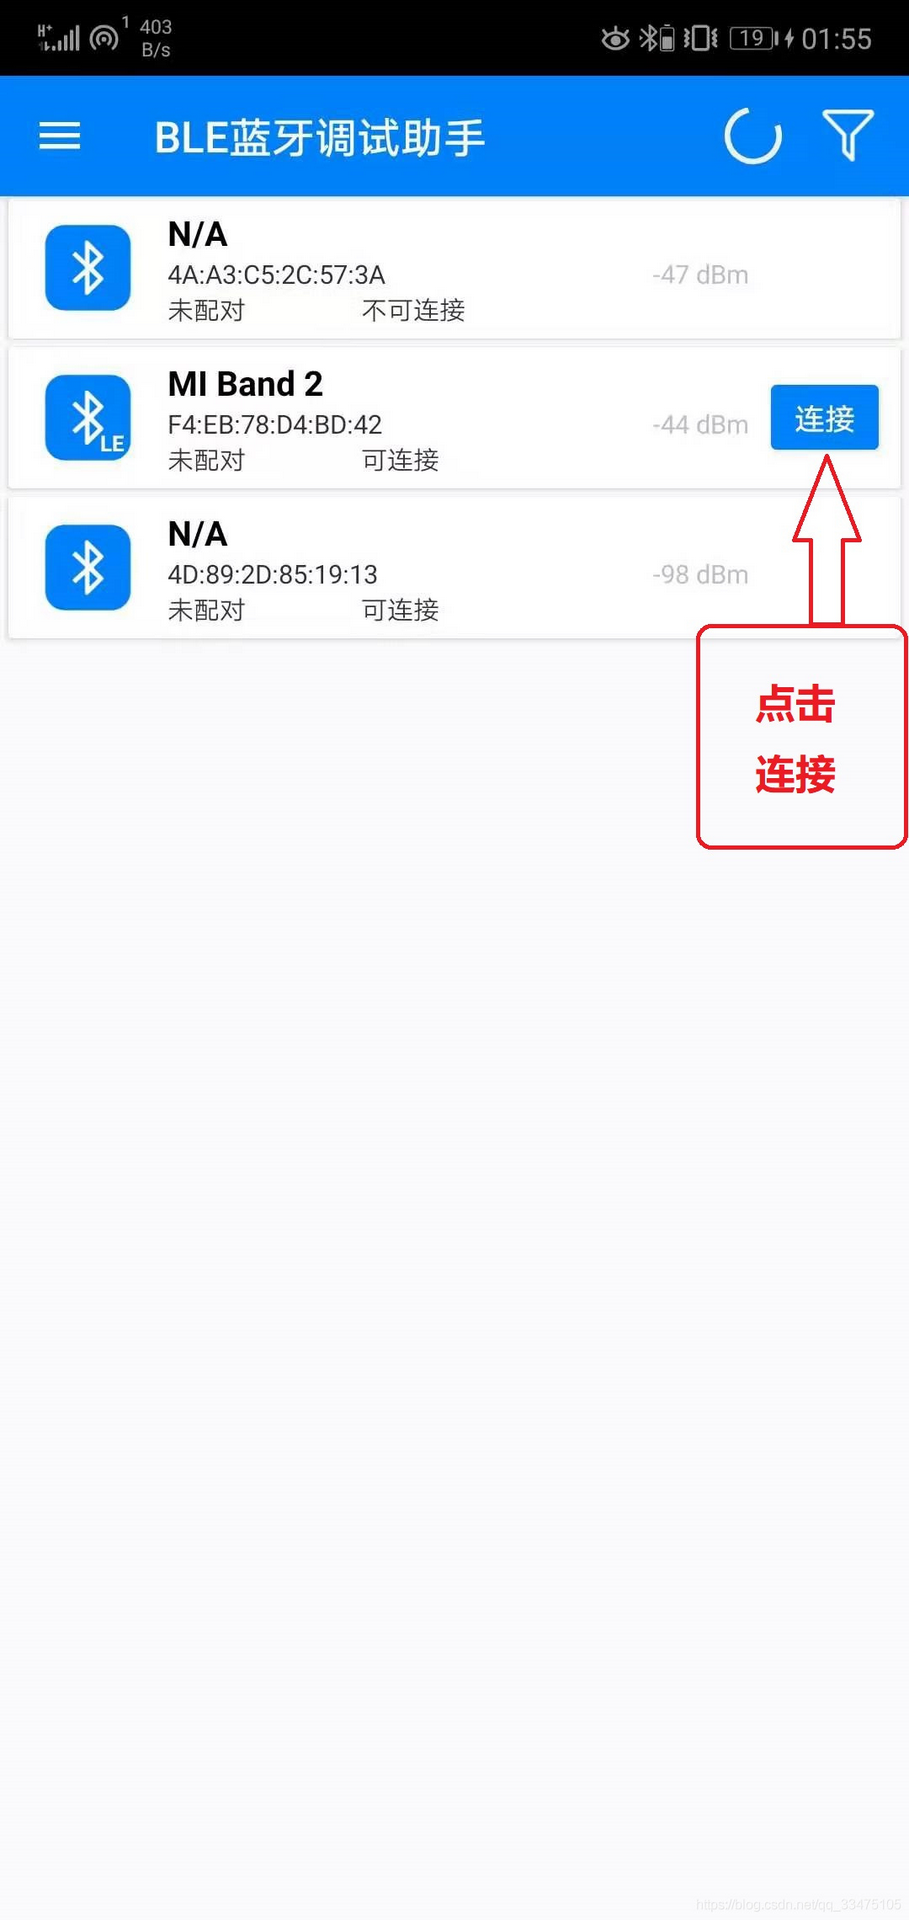 H+
1
403
B/s
19
01:55
BLE蓝牙调试助手
N/A
4A:A3:C5:2C:57:3A
-47 dBm
未配对 不可连接
MI Band 2
F4:EB:78:D4:BD:42
-44 dBm
连接
LE
未配对 可连接
N/A
4D:89:2D:85:19:13
-98 dBm
未配对 可连接
点击
连接
https://blog.csdn.net/qq_33475105